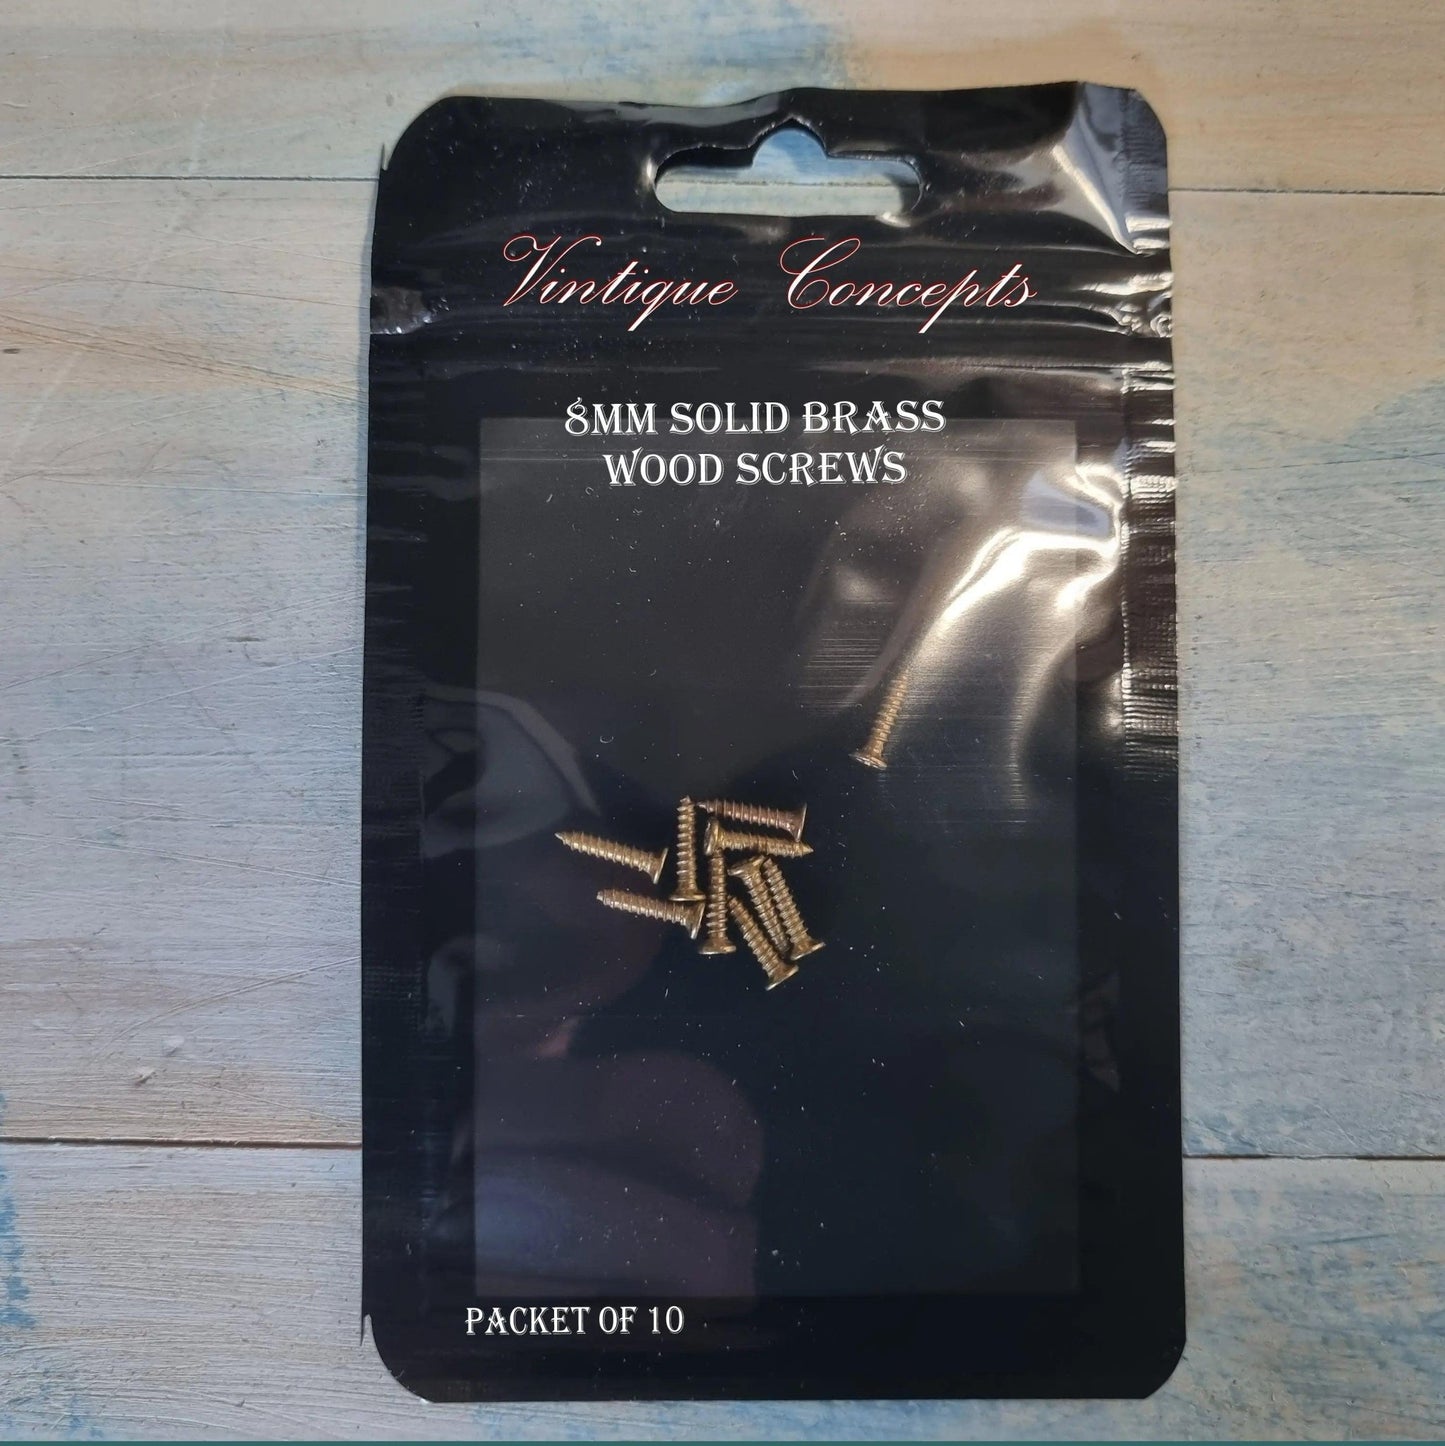 Vintique Concepts
8MM SOLID BRASS
WOOD SCREWS
PACKET OF 10